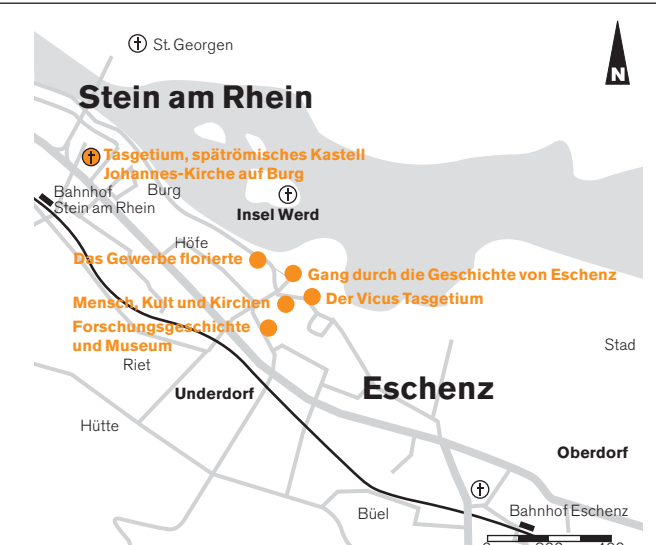 St. Georgen
N
Stein am Rhein
Tasgetium, spätrömisches Kastell
Johannes-Kirche auf Burg
Bahnhof
Stein am Rhein
Burg
Insel Werd
Höfe
Das Gewerbe florierte
Gang durch die Geschichte von Eschenz
Mensch, Kult und Kirchen
Der Vicus Tasgetium
Forschungsgeschichte
und Museum
Riet
Stad
Underdorf
Eschenz
Hütte
Oberdorf
Büel
Bahnhof Eschenz